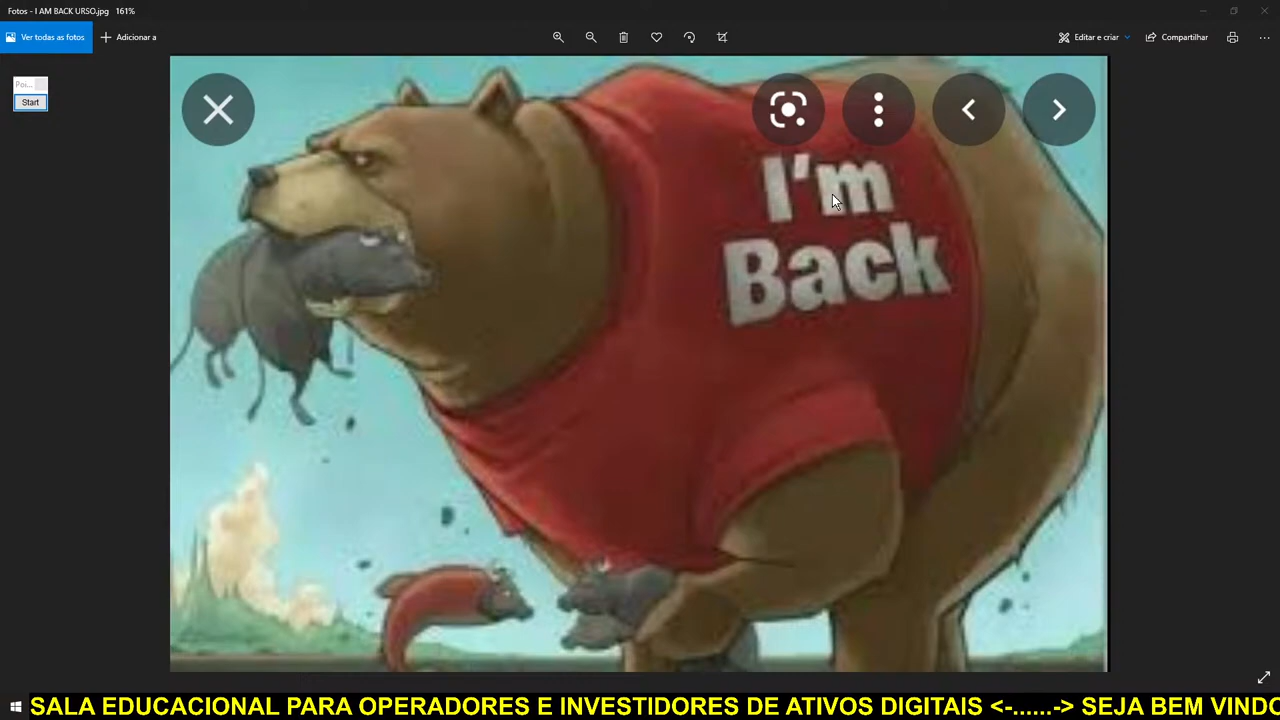 Fotos - I AM BACK URSO.jpg 161%
Ver todas as fotos
Adicionar a
Editar e criar
Compartilhar
Poi...
Start
I'm
Back
SALA EDUCACIONAL PARA OPERADORES E INVESTIDORES DE ATIVOS DIGITAIS <-......-> SEJA BEM VINDO